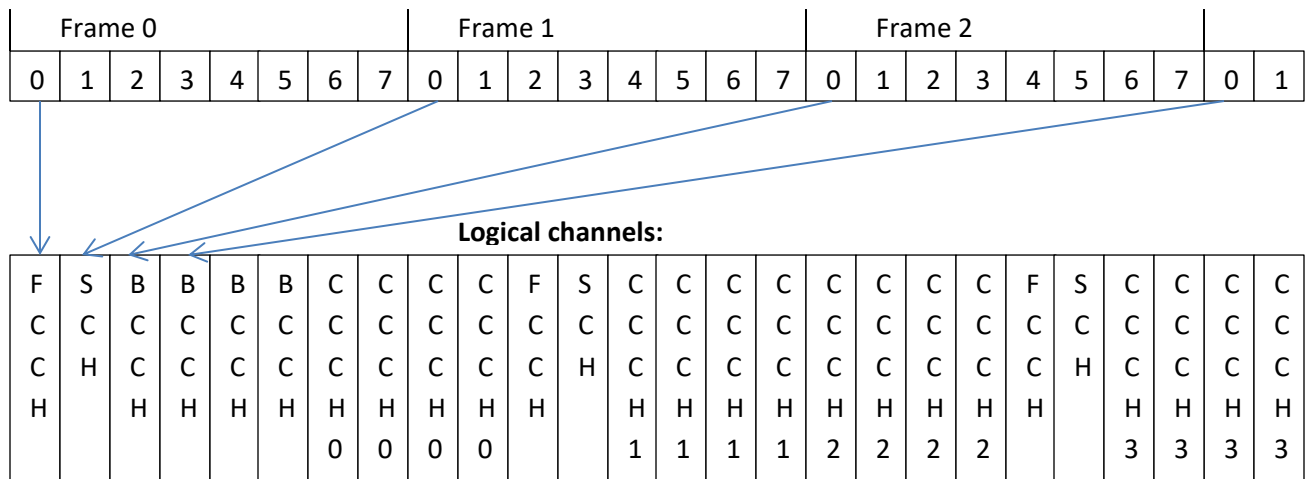 Frame 0 Frame 1 Frame 2
0 1 2 3 4 5 6 7 0 1 2 3 4 5 6 7 0 1 2 3 4 5 6 7 0 1
Logical channels:
F S B B B B C C C C F S C C C C C C C C F S C C C C
C C C C C C C C C C C C C C C C C C C C C C C C C C
C H C C C C C C C C C H C C C C C C C C C H C C C C
H H H H H H H H H H H H H H H H H H H H H H H
0 0 0 0 1 1 1 1 2 2 2 2 3 3 3 3